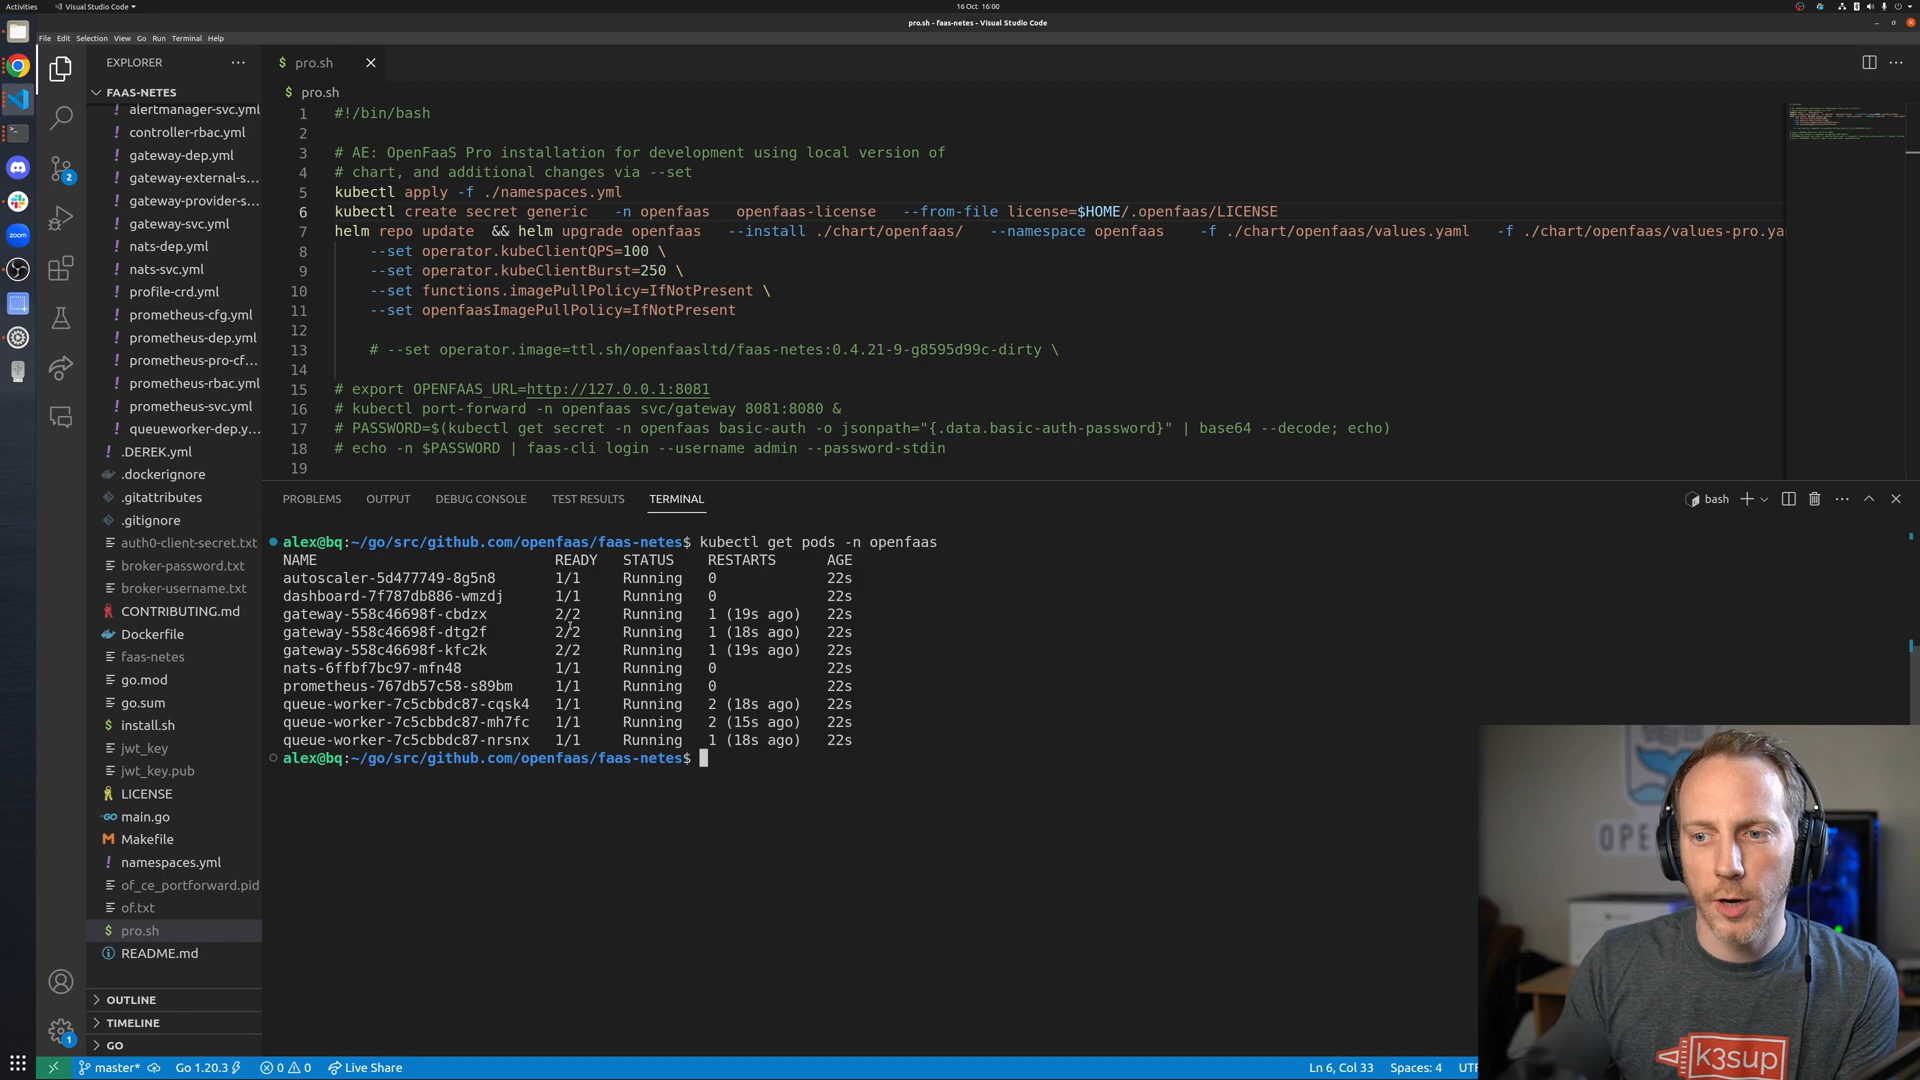 Activities
Visual Studio Code
16 Oct 16:00
pro.sh - faas-netes - Visual Studio Code
File Edit Selection View Go Run Terminal Help
EXPLORER
FAAS-NETES
alertmanager-svc.yml
controller-rbac.yml
gateway-dep.yml
gateway-external-s...
gateway-provider-s...
gateway-svc.yml
nats-dep.yml
nats-svc.yml
profile-crd.yml
prometheus-cfg.yml
prometheus-dep.yml
prometheus-pro-cf...
prometheus-rbac.yml
prometheus-svc.yml
queueworker-dep.y...
.DEREK.yml
.dockerignore
.gitattributes
.gitignore
auth0-client-secret.txt
broker-password.txt
broker-username.txt
CONTRIBUTING.md
Dockerfile
faas-netes
go.mod
go.sum
install.sh
jwt_key
jwt_key.pub
LICENSE
main.go
Makefile
namespaces.yml
of_ce_portforward.pid
of.txt
pro.sh
README.md
OUTLINE
TIMELINE
GO
2
1
zoom
$ pro.sh
$ pro.sh
1 #!/bin/bash
2
3 # AE: OpenFaaS Pro installation for development using local version of
4 # chart, and additional changes via --set
5 kubectl apply -f ./namespaces.yml
6 kubectl create secret generic -n openfaas openfaas-license --from-file license=$HOME/.openfaas/LICENSE
7 helm repo update && helm upgrade openfaas --install ./chart/openfaas/ --namespace openfaas -f ./chart/openfaas/values.yaml -f ./chart/openfaas/values-pro.ya
8 --set operator.kubeClientQPS=100 \
9 --set operator.kubeClientBurst=250 \
10 --set functions.imagePullPolicy=IfNotPresent \
11 --set openfaasImagePullPolicy=IfNotPresent
12
13 # --set operator.image=ttl.sh/openfaasltd/faas-netes:0.4.21-9-g8595d99c-dirty \
14
15 # export OPENFAAS_URL=http://127.0.0.1:8081
16 # kubectl port-forward -n openfaas svc/gateway 8081:8080 &
17 # PASSWORD=$(kubectl get secret -n openfaas basic-auth -o jsonpath="{.data.basic-auth-password}" | base64 --decode; echo)
18 # echo -n $PASSWORD | faas-cli login --username admin --password-stdin
19
PROBLEMS OUTPUT DEBUG CONSOLE TEST RESULTS TERMINAL
bash
alex@bq:~/go/src/github.com/openfaas/faas-netes$ kubectl get pods -n openfaas
NAME READY STATUS RESTARTS AGE
autoscaler-5d477749-8g5n8 1/1 Running 0 22s
dashboard-7f787db886-wmzdj 1/1 Running 0 22s
gateway-558c46698f-cbdzx 2/2 Running 1 (19s ago) 22s
gateway-558c46698f-dtg2f 2/2 Running 1 (18s ago) 22s
gateway-558c46698f-kfc2k 2/2 Running 1 (19s ago) 22s
nats-6ffbf7bc97-mfn48 1/1 Running 0 22s
prometheus-767db57c58-s89bm 1/1 Running 0 22s
queue-worker-7c5cbbdc87-cqsk4 1/1 Running 2 (18s ago) 22s
queue-worker-7c5cbbdc87-mh7fc 1/1 Running 2 (15s ago) 22s
queue-worker-7c5cbbdc87-nrsnx 1/1 Running 1 (18s ago) 22s
alex@bq:~/go/src/github.com/openfaas/faas-netes$
OPE
k3sup
master* Go 1.20.3 0 0 Live Share
Ln 6, Col 33 Spaces: 4 UTF